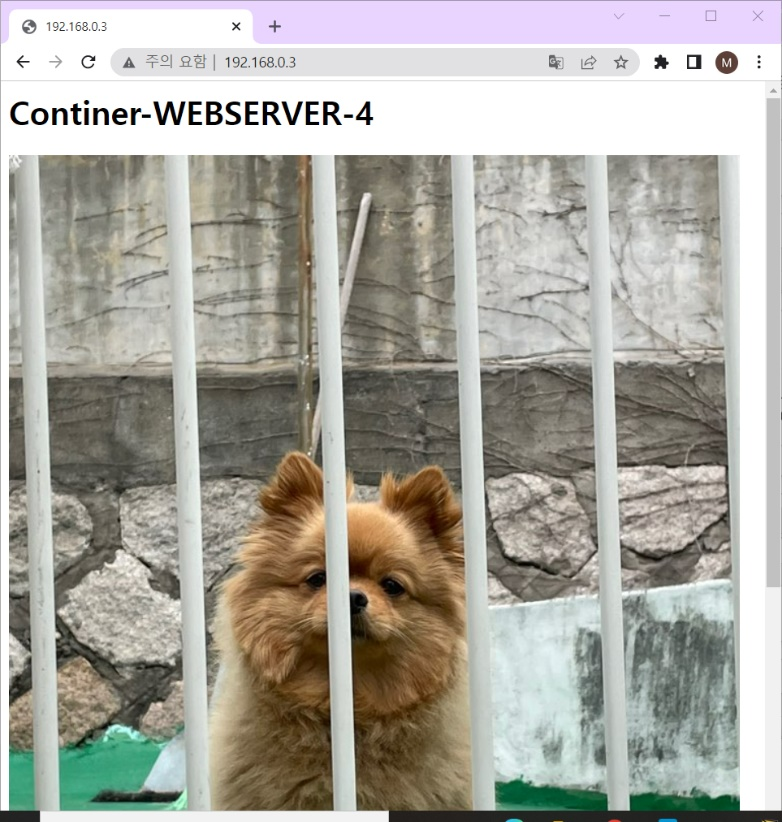 192.168.0.3
주의 요함 | 192.168.0.3
M
Continer-WEBSERVER-4